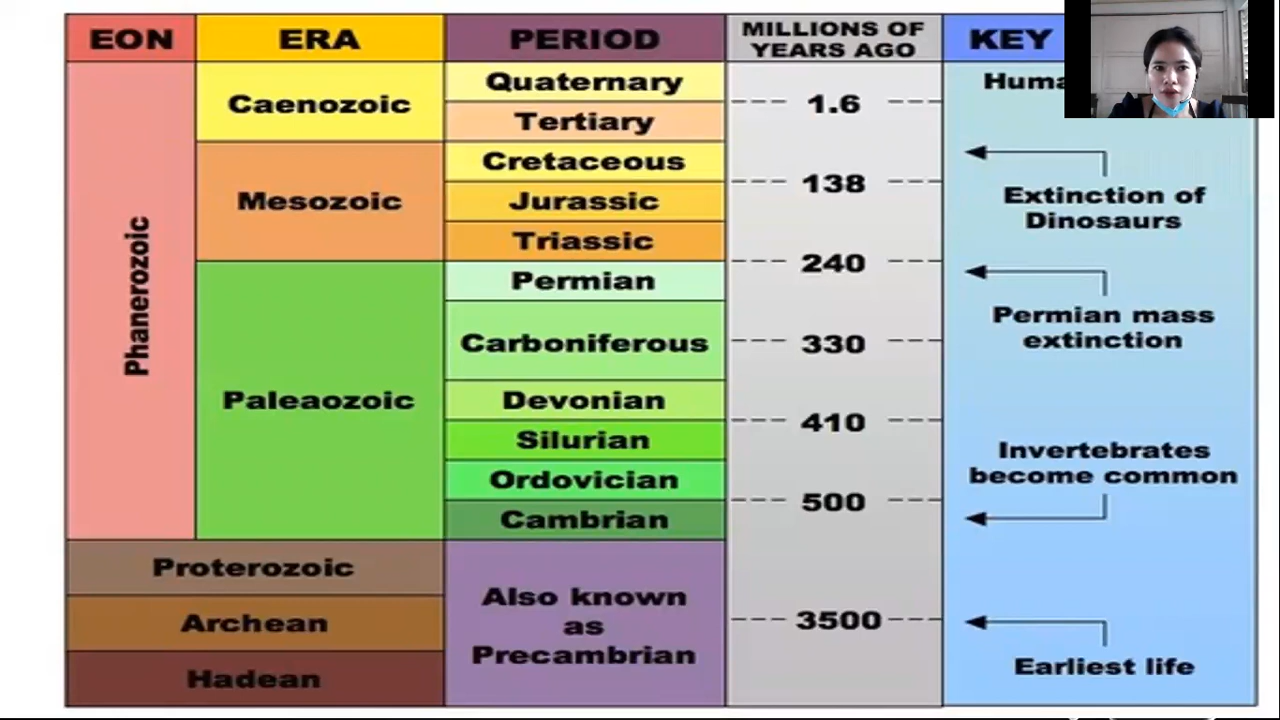 EON
ERA
PERIOD
MILLIONS OF
YEARS AGO
KEY
Phanerozoic
Caenozoic
Mesozoic
Paleaozoic
Quaternary
Tertiary
Cretaceous
Jurassic
Triassic
Permian
Carboniferous
Devonian
Silurian
Ordovician
Cambrian
Proterozoic
Archean
Hadean
Also known
as
Precambrian
1.6
138
240
330
410
500
3500
Extinction of
Dinosaurs
Permian mass
extinction
Invertebrates
become common
Earliest life